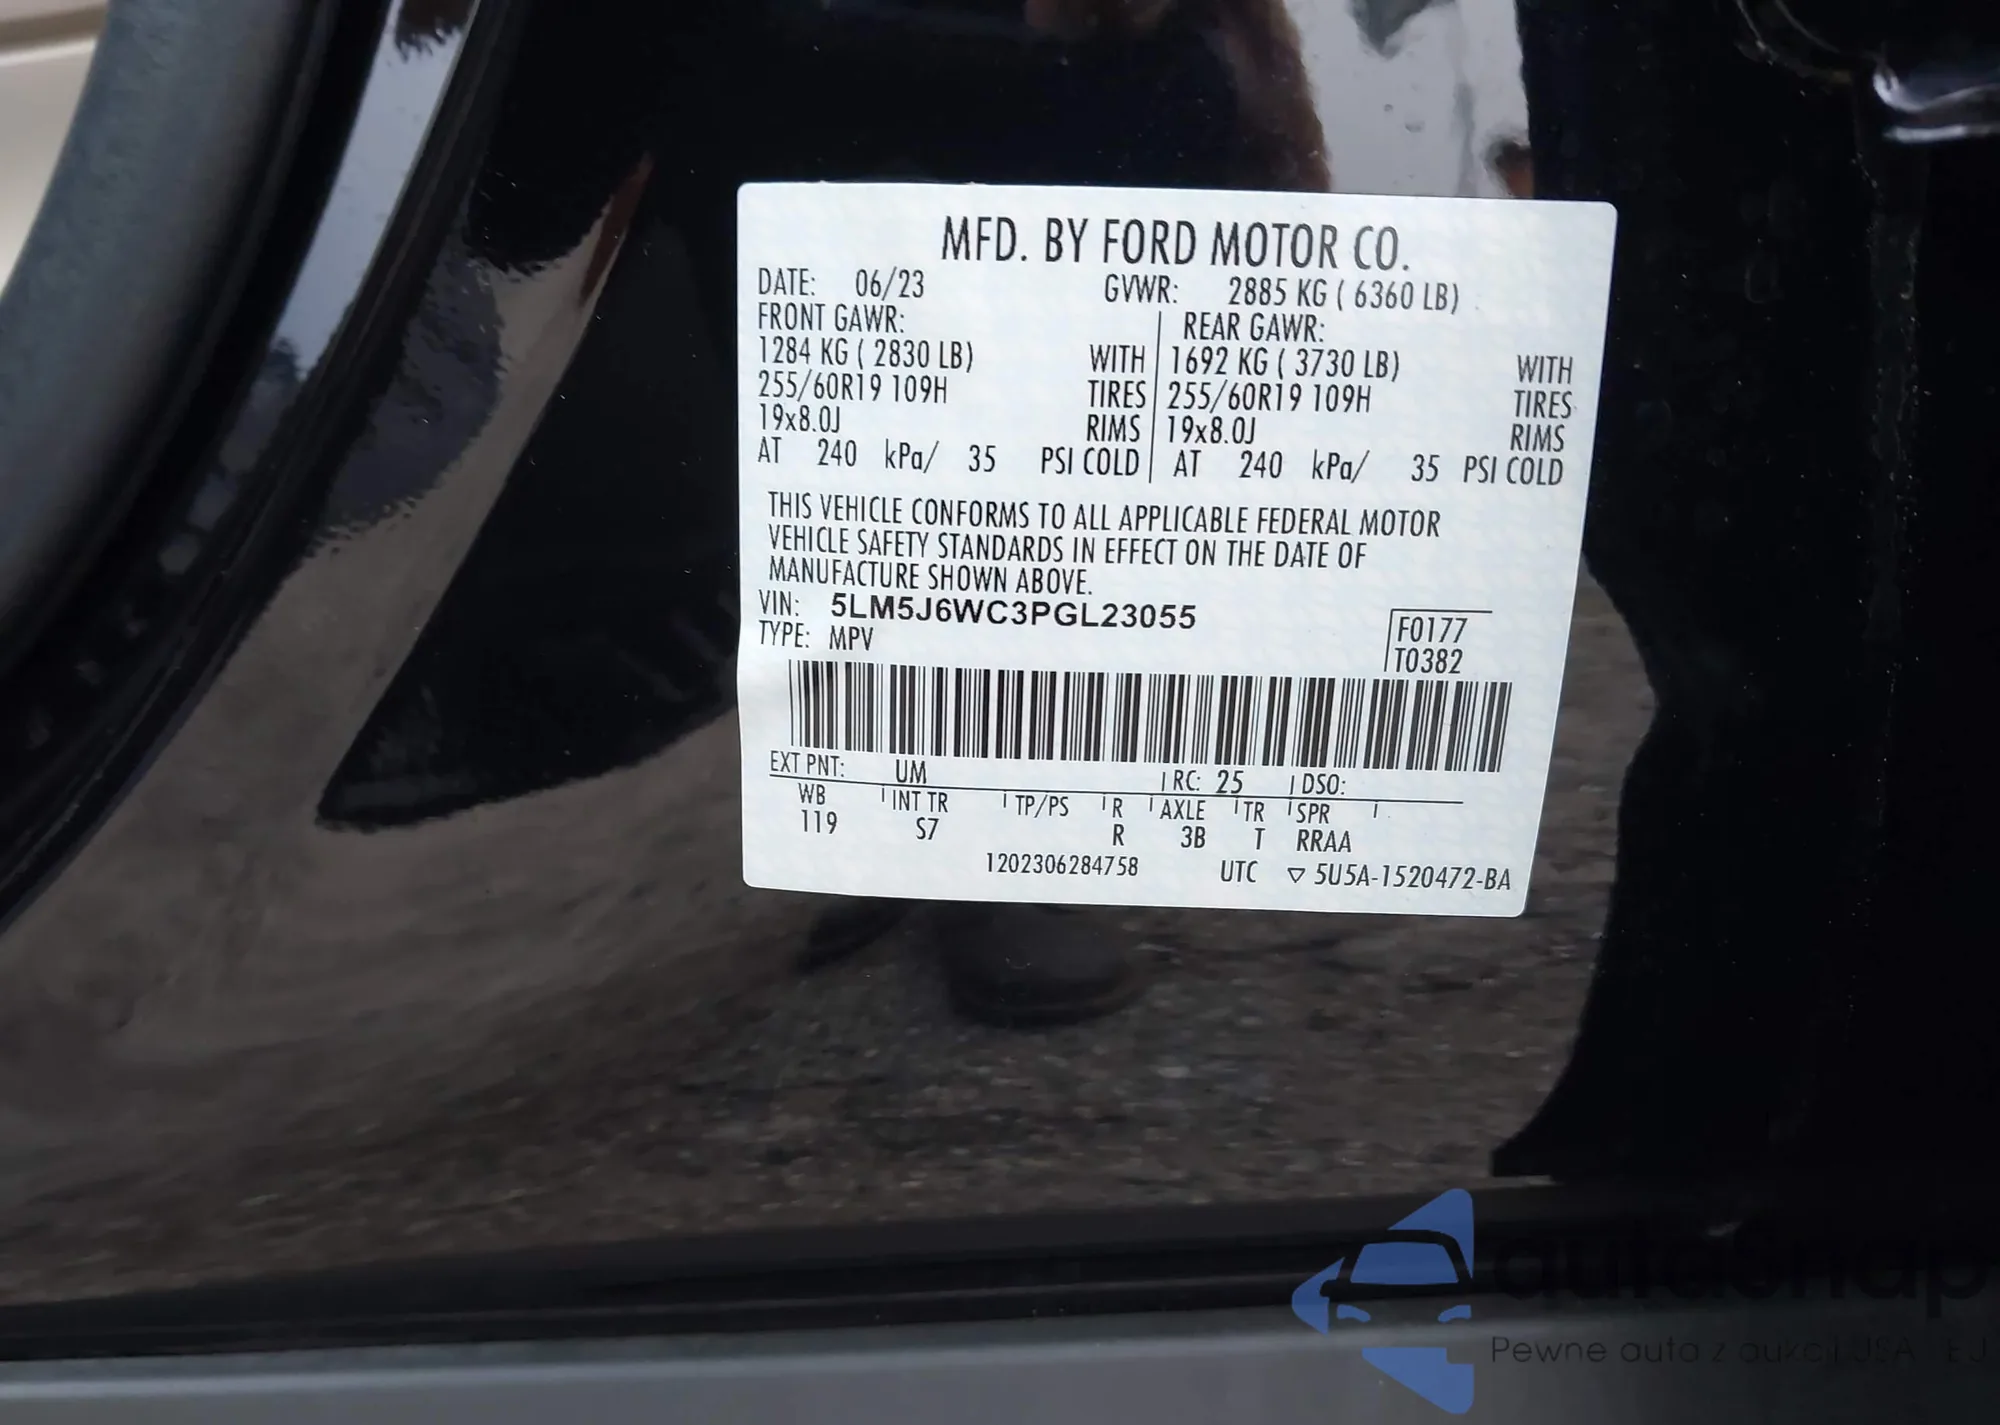 MFD. BY FORD MOTOR CO.
DATE: 06/23 GVWR: 2885 KG ( 6360 LB)
FRONT GAWR: REAR GAWR:
1284 KG ( 2830 LB) WITH 1692 KG ( 3730 LB) WITH
255/60R19 109H TIRES 255/60R19 109H TIRES
19x8.0J RIMS 19x8.0J RIMS
AT 240 kPa/ 35 PSI COLD AT 240 kPa/ 35 PSI COLD
THIS VEHICLE CONFORMS TO ALL APPLICABLE FEDERAL MOTOR
VEHICLE SAFETY STANDARDS IN EFFECT ON THE DATE OF
MANUFACTURE SHOWN ABOVE.
VIN: 5LM5J6WC3PGL23055
TYPE: MPV
F0177
T0382
EXT PNT: UM RC: 25 DSO:
WB INT TR TP/PS R AXLE TR SPR
119 S7 R 3B T RRAA
1202306284758 UTC ▽ 5U5A-1520472-BA
autosnap
Pewne auta z aukcji USA